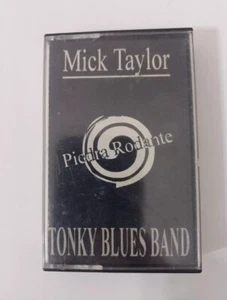 Mick Taylor
Piedra Rodante
TONKY BLUES BAND